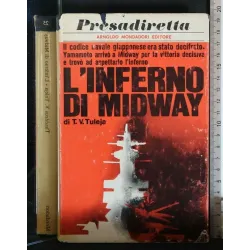 Presadiretta
ARNOLDO MONDADORI EDITORE
Il codice navale giapponese era stato decifrato.
Yamamoto arrivò a Midway per la vittoria decisiva
e trovò ad aspettarlo l'inferno
L'INFERNO
DI MIDWAY
di T. V. Tuleja